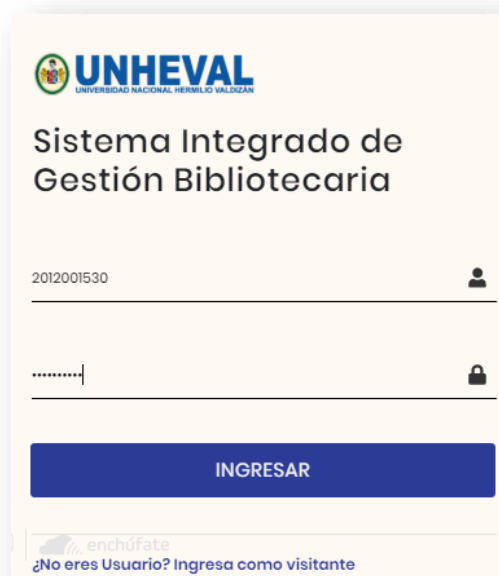 UNHEVAL
UNIVERSIDAD NACIONAL HERMILIO VALDIZÁN
Sistema Integrado de
Gestión Bibliotecaria
2012001530
••••••••••
INGRESAR
enchúfate
¿No eres Usuario? Ingresa como visitante